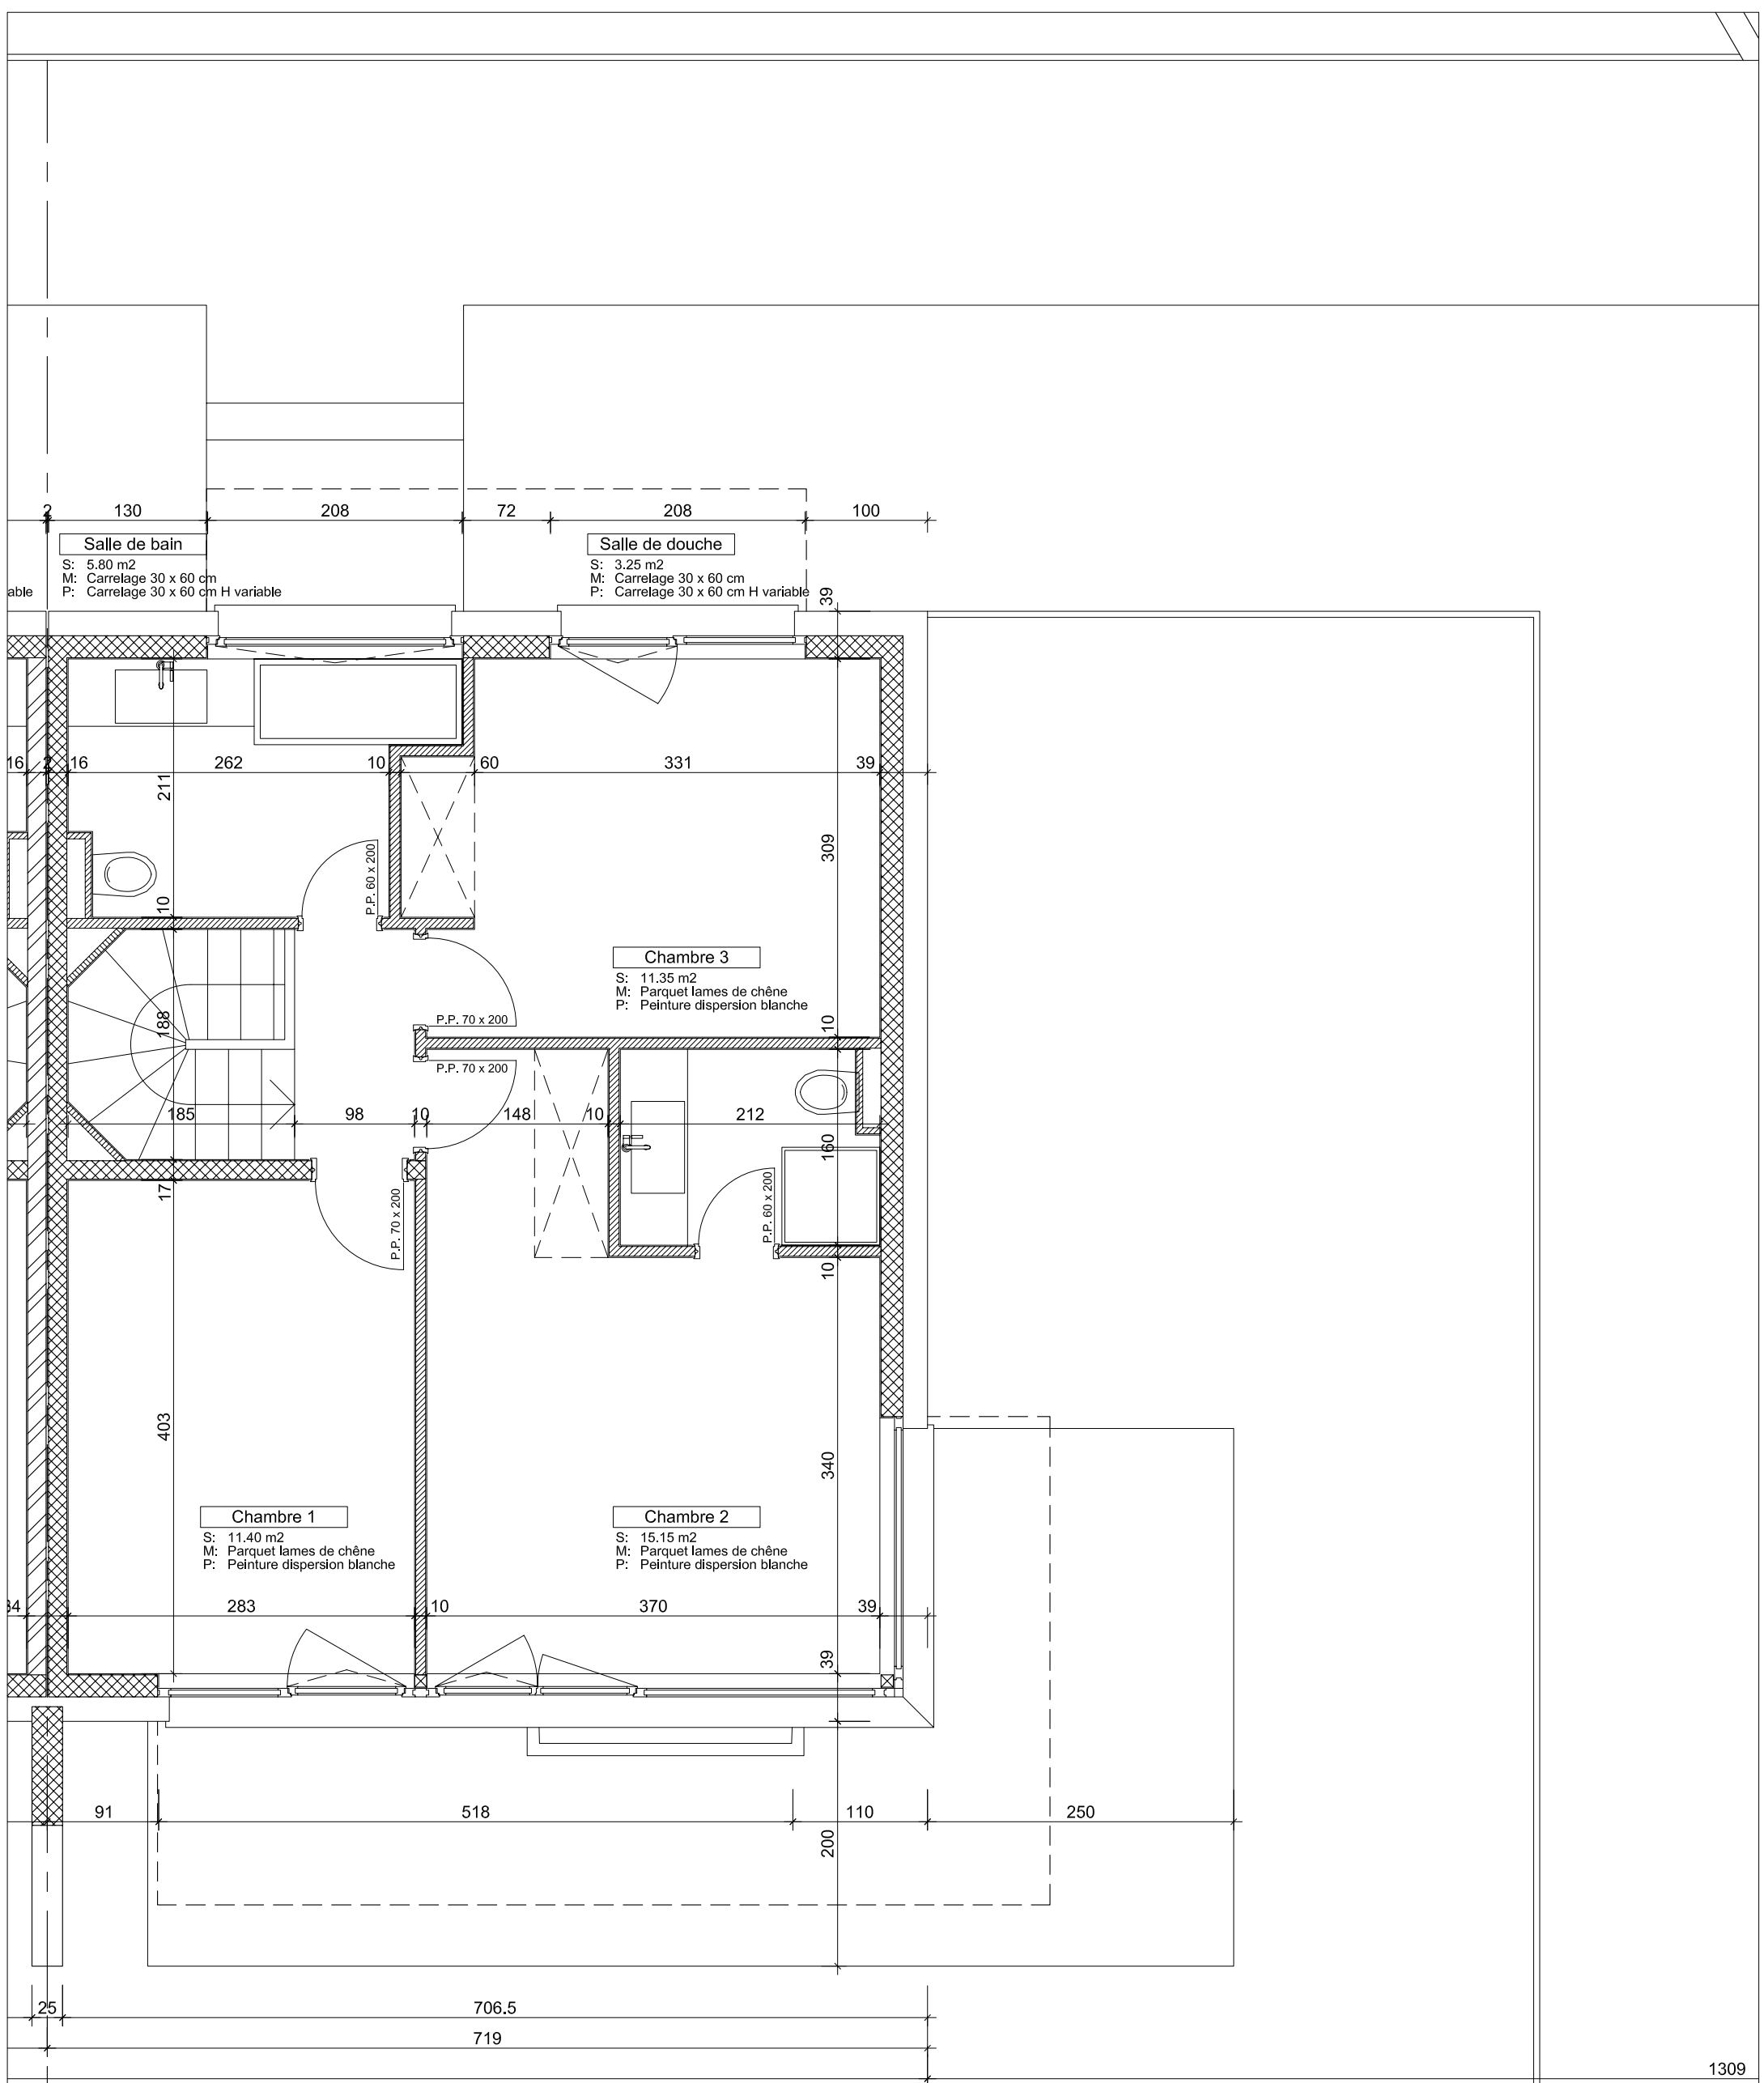 2 130 208 72 208 100
Salle de bain
S: 5.80 m2
M: Carrelage 30 x 60 cm
P: Carrelage 30 x 60 cm H variable
Salle de douche
S: 3.25 m2
M: Carrelage 30 x 60 cm
P: Carrelage 30 x 60 cm H variable
able
39
16 2 16 262 10 60 331 39
211
309
P.P. 60 x 200
10
Chambre 3
S: 11.35 m2
M: Parquet lames de chêne
P: Peinture dispersion blanche
188
P.P. 70 x 200
10
P.P. 70 x 200
185 98 10 148 10 212
160
17
P.P. 70 x 200
P.P. 60 x 200
10
403
340
Chambre 1
S: 11.40 m2
M: Parquet lames de chêne
P: Peinture dispersion blanche
Chambre 2
S: 15.15 m2
M: Parquet lames de chêne
P: Peinture dispersion blanche
34 283 10 370 39
39
91 518 110 250
200
25 706.5
719
1309